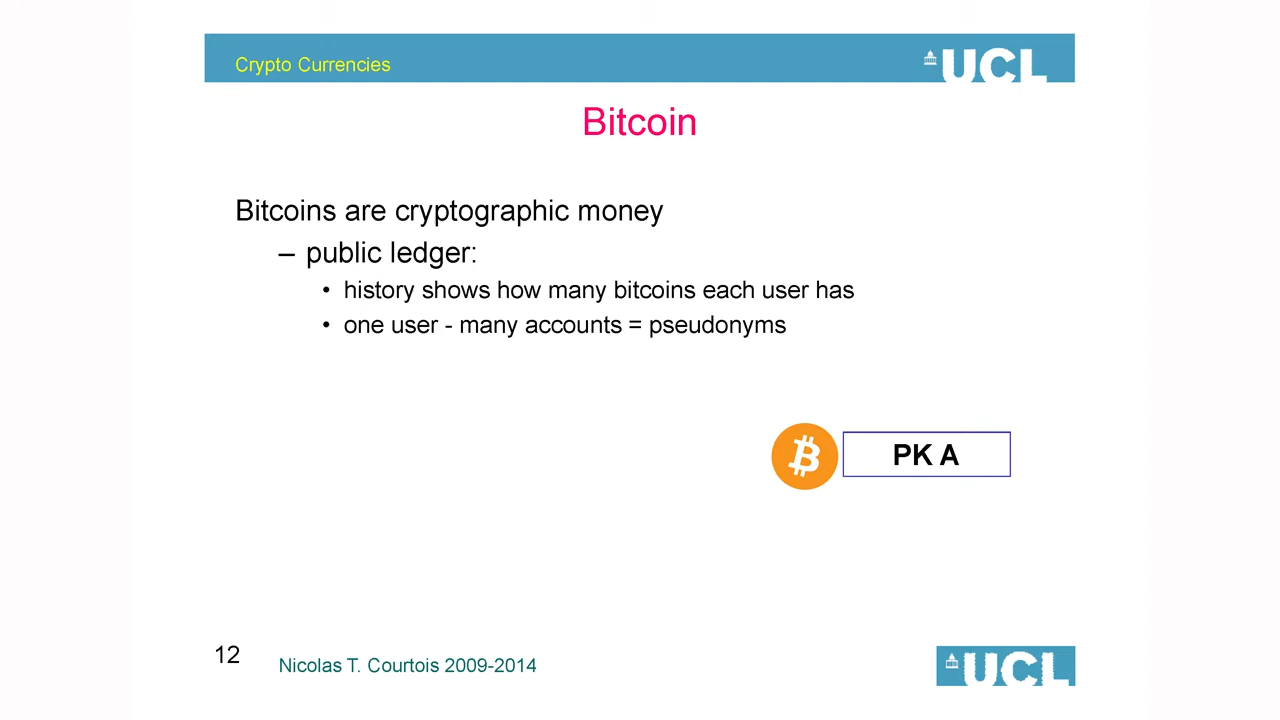 Crypto Currencies
UCL
Bitcoin
Bitcoins are cryptographic money
– public ledger:
• history shows how many bitcoins each user has
• one user - many accounts = pseudonyms
PK A
12
Nicolas T. Courtois 2009-2014
UCL